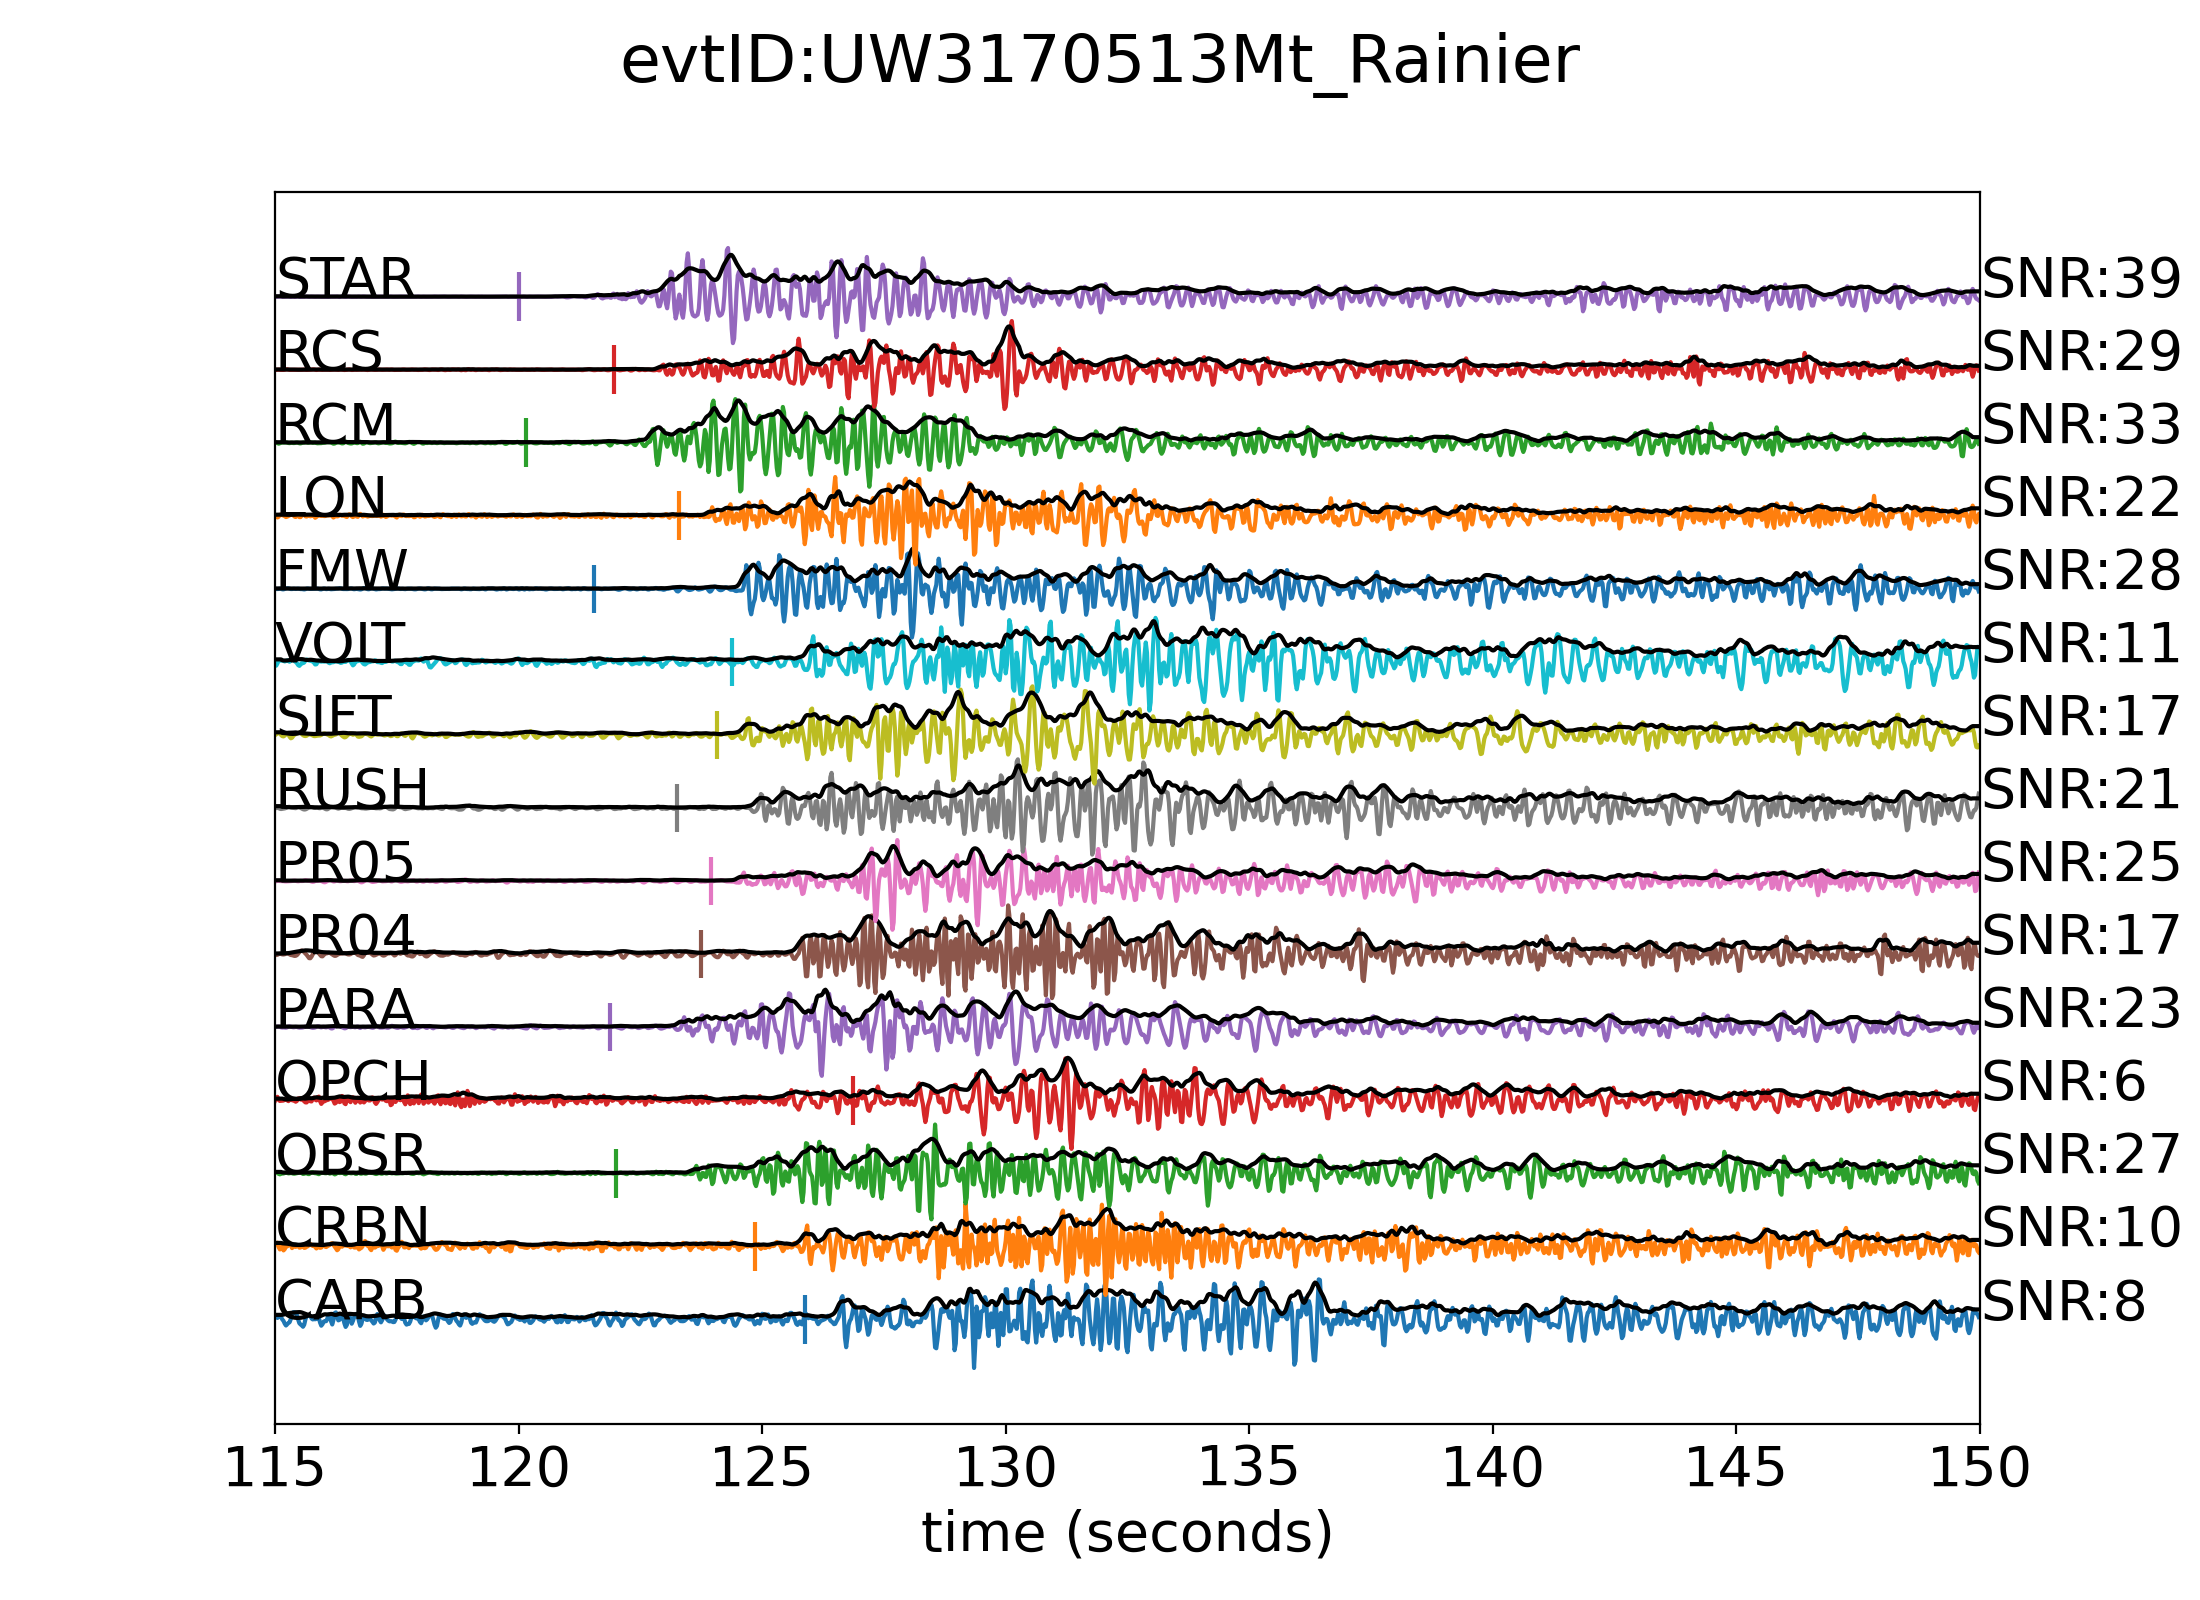 evtID:UW3170513Mt_Rainier
STAR SNR:39
RCS SNR:29
RCM SNR:33
LON SNR:22
FMW SNR:28
VOIT SNR:11
SIFT SNR:17
RUSH SNR:21
PR05 SNR:25
PR04 SNR:17
PARA SNR:23
OPCH SNR:6
OBSR SNR:27
CRBN SNR:10
CARB SNR:8
115 120 125 130 135 140 145 150
time (seconds)